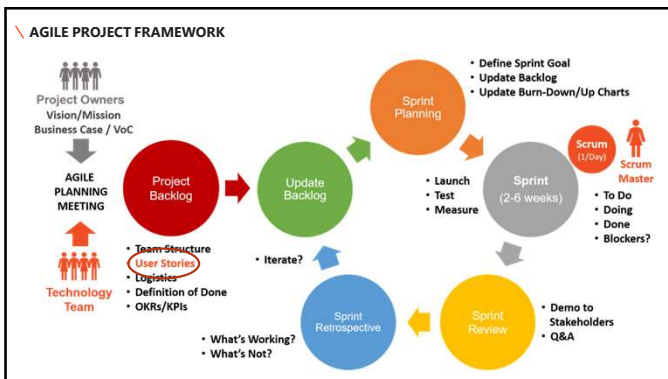 \ AGILE PROJECT FRAMEWORK
Project Owners
Vision/Mission
Business Case / VoC
AGILE
PLANNING
MEETING
Technology
Team
Project
Backlog
• Team Structure
• User Stories
• Logistics
• Definition of Done
• OKRs/KPIs
Update
Backlog
Sprint
Planning
• Define Sprint Goal
• Update Backlog
• Update Burn-Down/Up Charts
• Launch
• Test
• Measure
Sprint
(2-6 weeks)
Scrum
(1/Day)
Scrum
Master
• To Do
• Doing
• Done
• Blockers?
Sprint
Review
• Demo to
Stakeholders
• Q&A
Sprint
Retrospective
• What's Working?
• What's Not?
• Iterate?